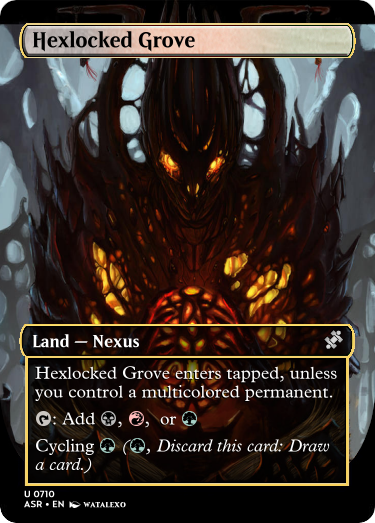 Hexlocked Grove
Land — Nexus
Hexlocked Grove enters tapped, unless
you control a multicolored permanent.
: Add , , or
Cycling (, Discard this card: Draw
a card.)
U 0710
ASR • EN WATALEXO